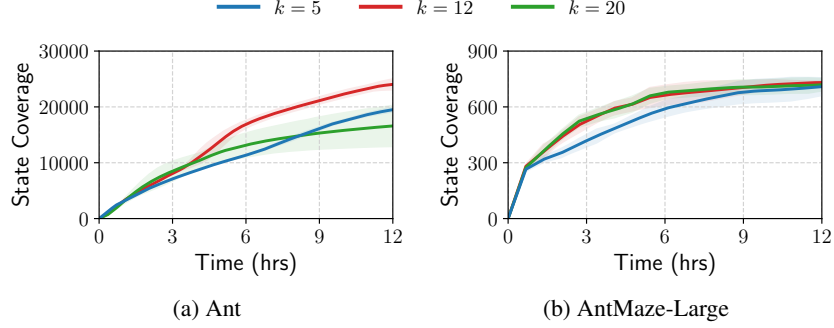 k = 5 k = 12 k = 20
30000
20000
10000
0
0 3 6 9 12
State Coverage
Time (hrs)
(a) Ant
900
600
300
0
0 3 6 9 12
State Coverage
Time (hrs)
(b) AntMaze-Large